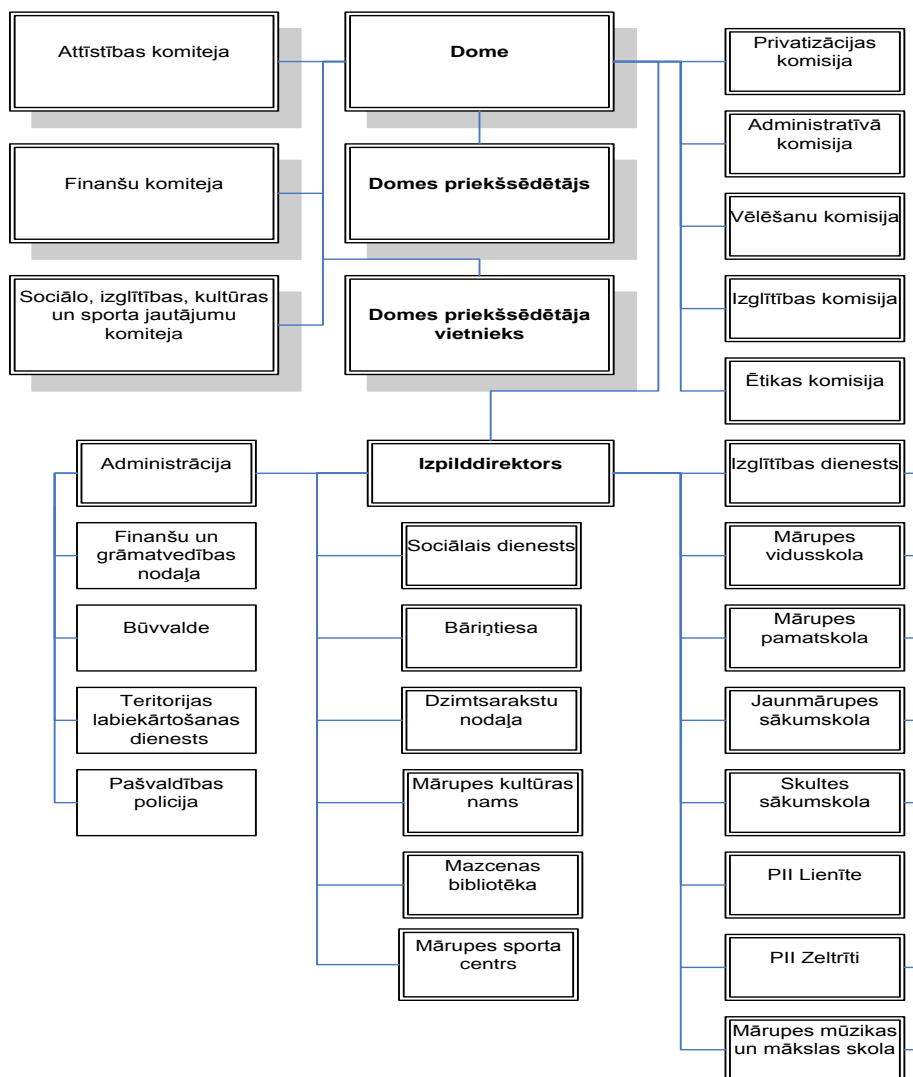 Attīstības komiteja
Dome
Privatizācijas
komisija
Administratīvā
komisija
Finanšu komiteja
Domes priekšsēdētājs
Vēlēšanu komisija
Sociālo, izglītības, kultūras
un sporta jautājumu
komiteja
Domes priekšsēdētāja
vietnieks
Izglītības komisija
Ētikas komisija
Administrācija
Izpilddirektors
Izglītības dienests
Finanšu un
grāmatvedības
nodaļa
Sociālais dienests
Mārupes
vidusskola
Būvvalde
Bāriņtiesa
Mārupes
pamatskola
Teritorijas
labiekārtošanas
dienests
Dzimtsarakstu
nodaļa
Jaunmārupes
sākumskola
Pašvaldības
policija
Mārupes kultūras
nams
Skultes
sākumskola
Mazcenas
bibliotēka
PII Lienīte
Mārupes sporta
centrs
PII Zeltrīti
Mārupes mūzikas
un mākslas skola